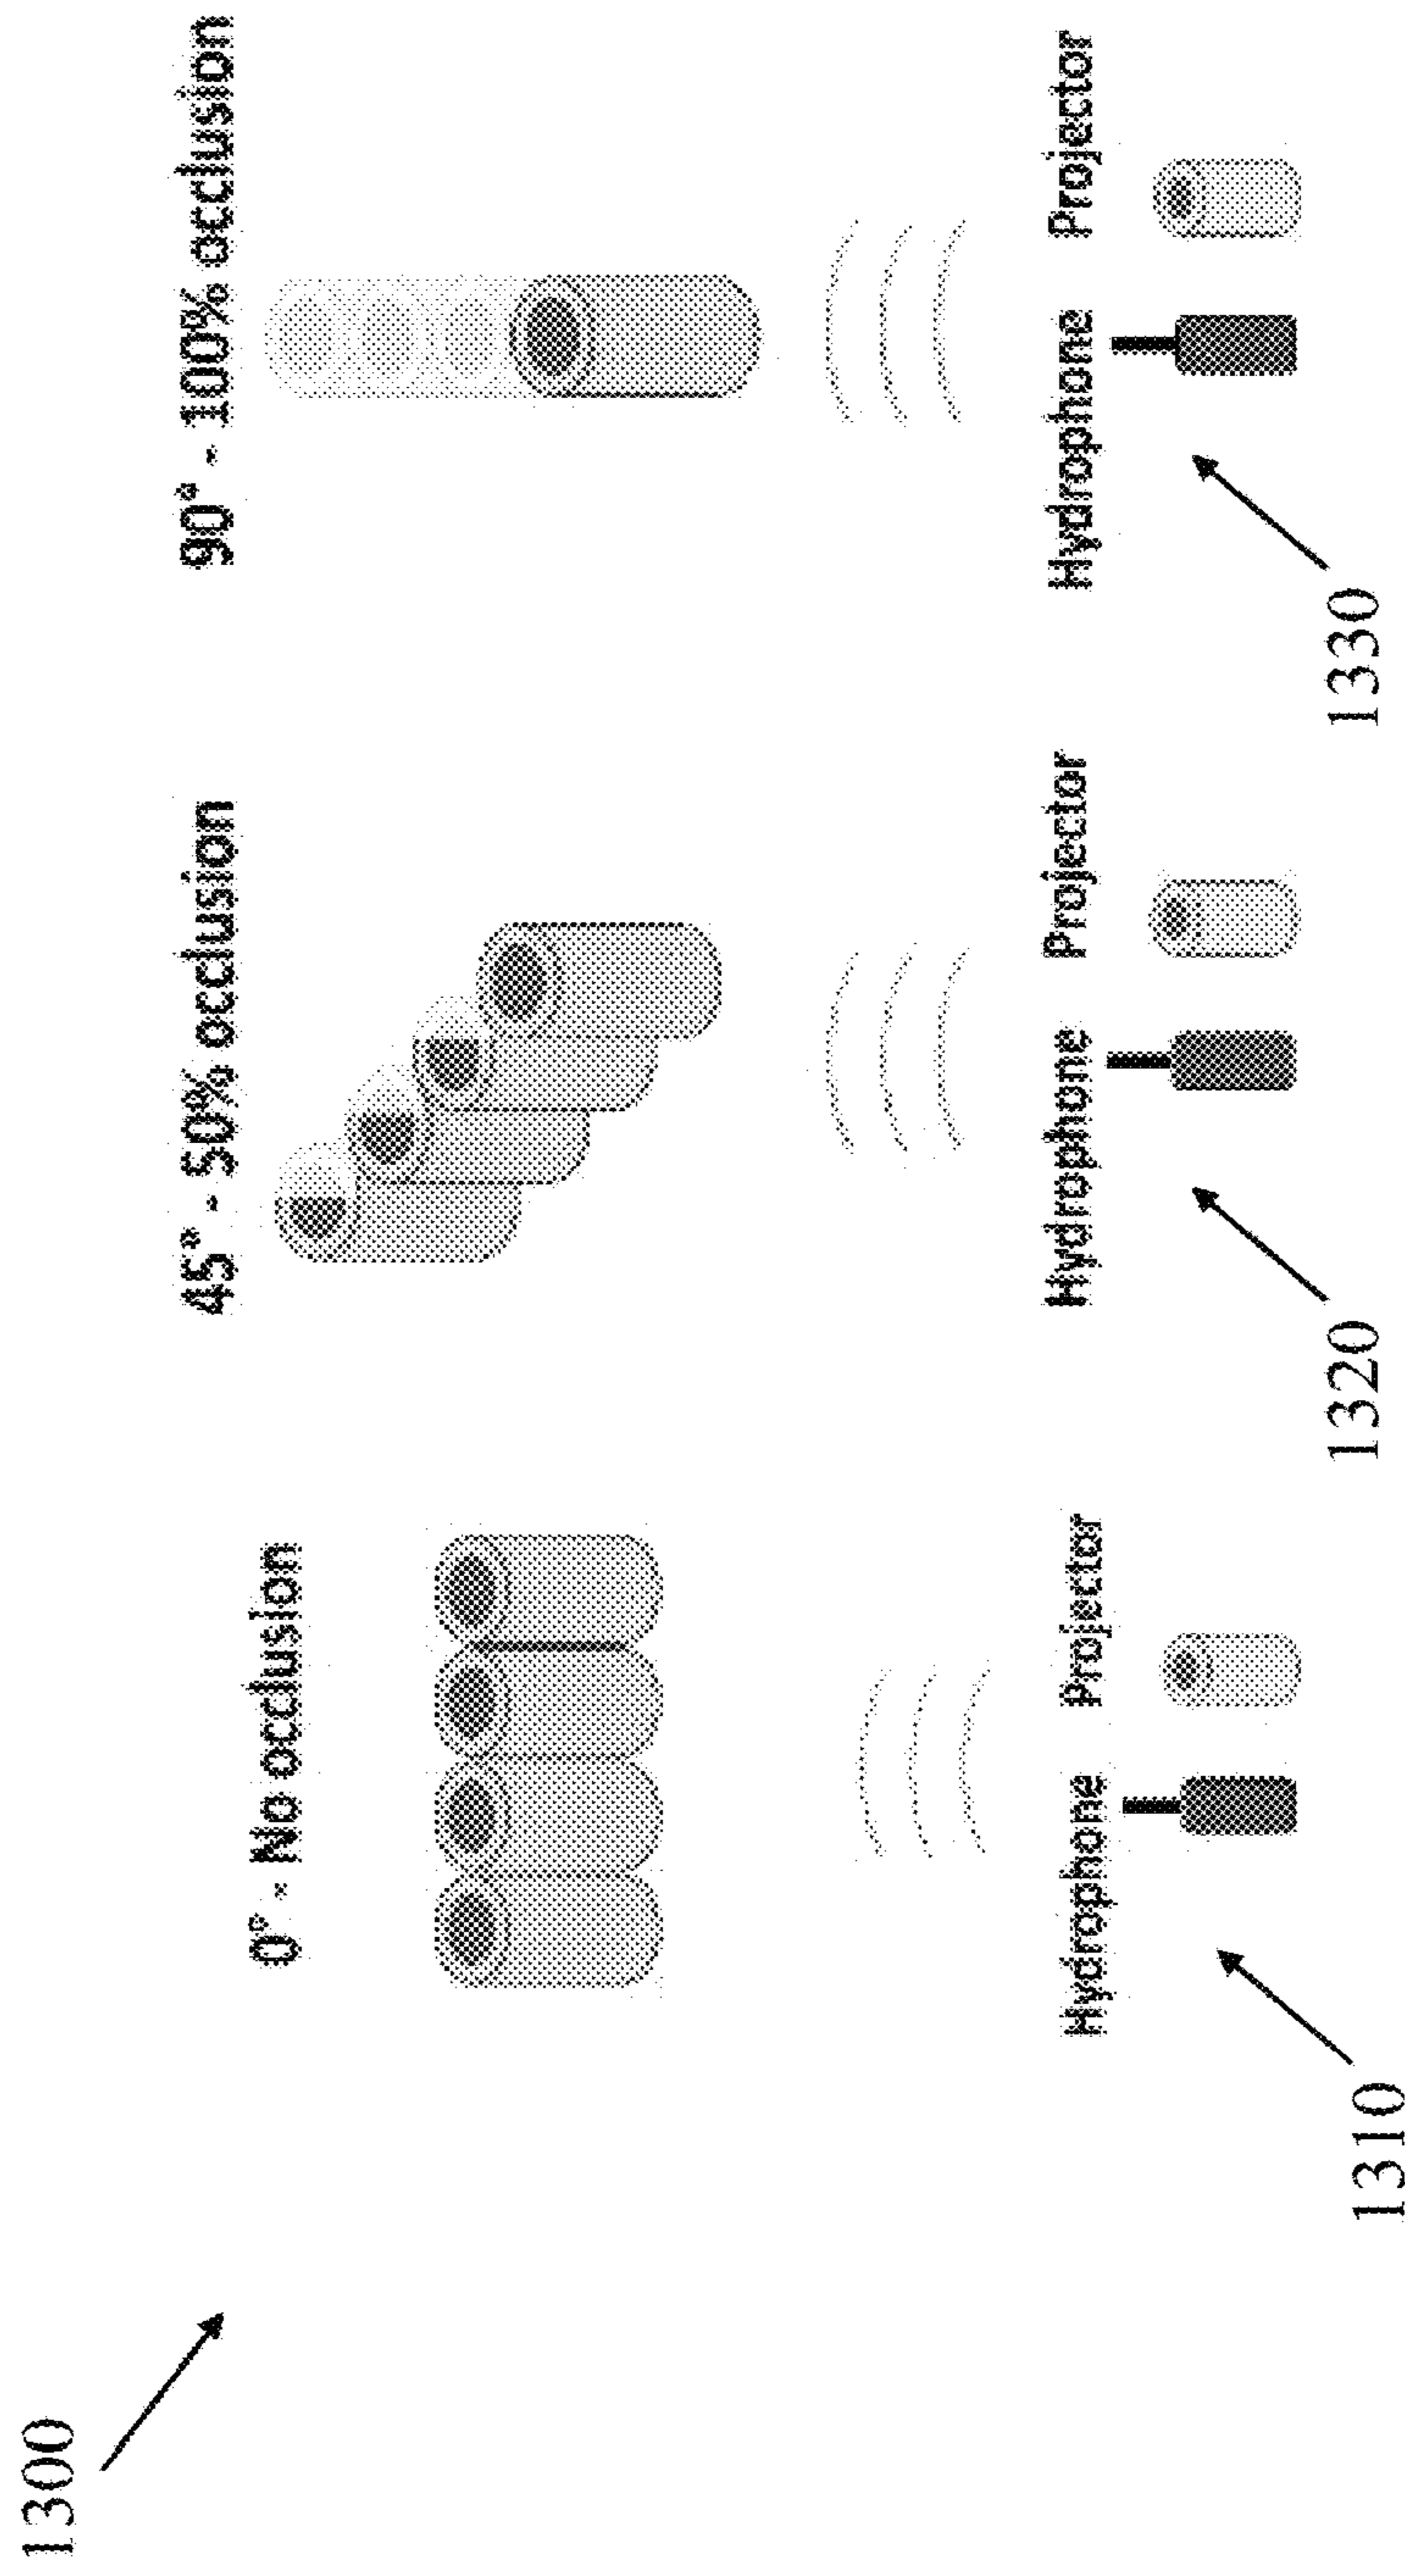 1300
0° - No occlusion
Hydrophone Projector
1310
45° - 50% occlusion
Hydrophone Projector
1320
90° - 100% occlusion
Hydrophone Projector
1330